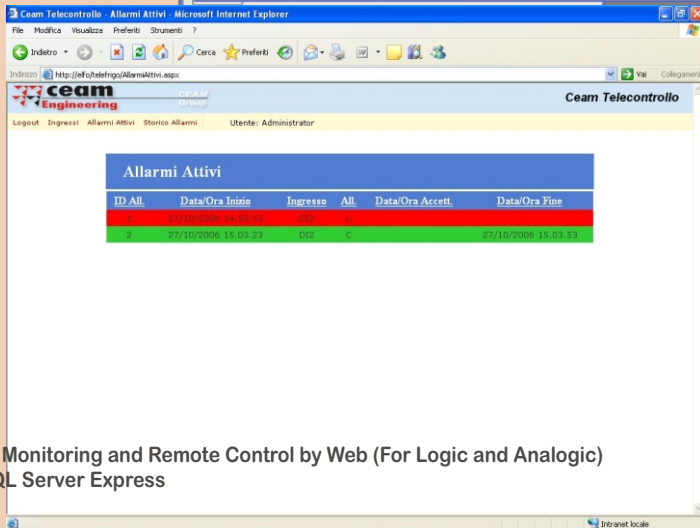 Ceam Telecontrollo - Allarmi Attivi - Microsoft Internet Explorer
File Modifica Visualizza Preferiti Strumenti ?
Indietro Cerca Preferiti
Indirizzo http://elfo/telefrigo/AllarmiAttivi.aspx Vai Collegament
ceam CEAM Ceam Telecontrollo
Engineering Group
Logout Ingressi Allarmi Attivi Storico Allarmi Utente: Administrator
Allarmi Attivi
ID All. Data/Ora Inizio Ingresso All. Data/Ora Accett. Data/Ora Fine
1 27/10/2006 14.59.53 DI3 L
2 27/10/2006 15.03.23 DI2 C 27/10/2006 15.03.53
Monitoring and Remote Control by Web (For Logic and Analogic)
QL Server Express
Intranet locale